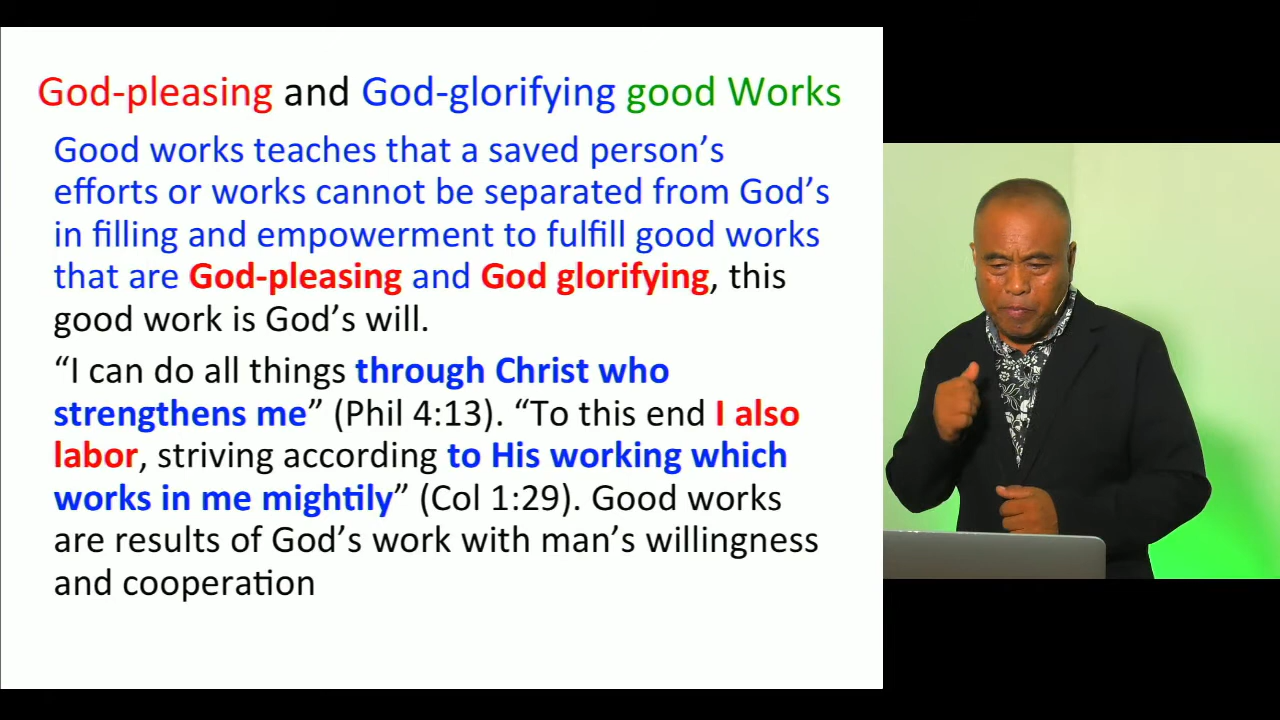 God-pleasing and God-glorifying good Works
Good works teaches that a saved person’s
efforts or works cannot be separated from God’s
in filling and empowerment to fulfill good works
that are God-pleasing and God glorifying, this
good work is God’s will.
“I can do all things through Christ who
strengthens me” (Phil 4:13). “To this end I also
labor, striving according to His working which
works in me mightily” (Col 1:29). Good works
are results of God’s work with man’s willingness
and cooperation